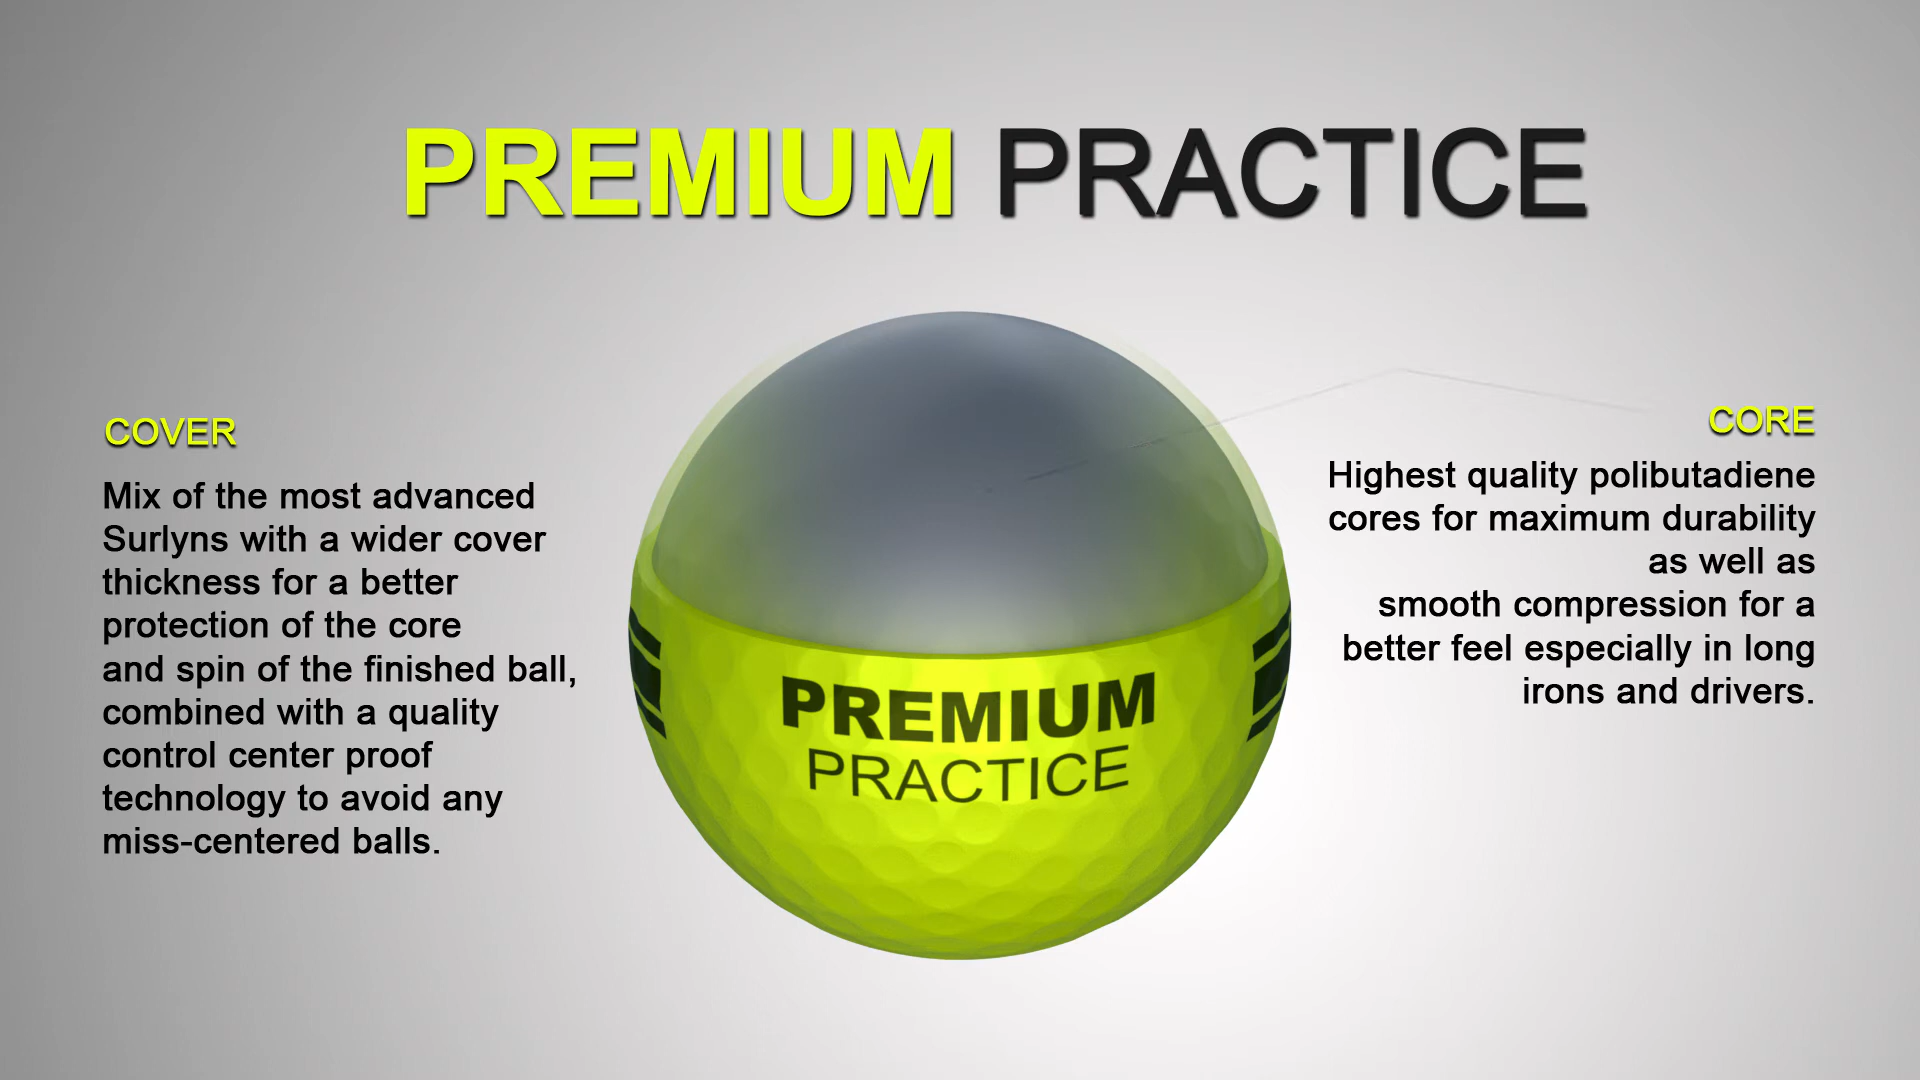 PREMIUM PRACTICE
COVER
Mix of the most advanced
Surlyns with a wider cover
thickness for a better
protection of the core
and spin of the finished ball,
combined with a quality
control center proof
technology to avoid any
miss-centered balls.
PREMIUM
PRACTICE
CORE
Highest quality polibutadiene
cores for maximum durability
as well as
smooth compression for a
better feel especially in long
irons and drivers.